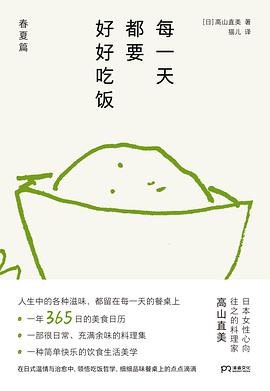 每一天
都要
好好吃饭
春夏篇
[日]高山直美 著
猫儿 译
人生中的各种滋味,都留在每一天的餐桌上
一年365日的美食日历
一部很日常、充满余味的料理集
一种简单快乐的饮食生活美学
在日式温情与治愈中,领悟吃饭哲学,细细品味餐桌上的点点滴滴
日本女性心向
往之的料理家
高山直美